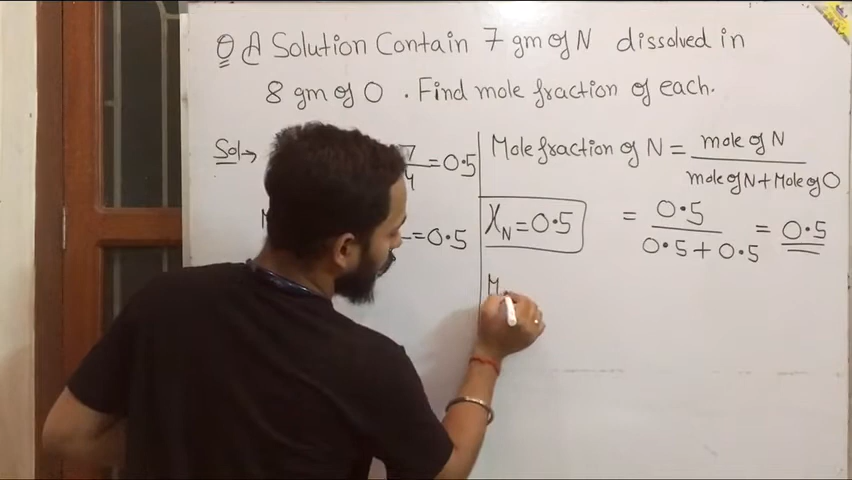 Q A Solution Contain 7 gm of N dissolved in
8 gm of O . Find mole fraction of each.
Sol→
7/4 = 0.5
= 0.5
Mole fraction of N = mole of N / mole of N + Mole of O
X_N = 0.5
= 0.5 / 0.5 + 0.5 = 0.5
M